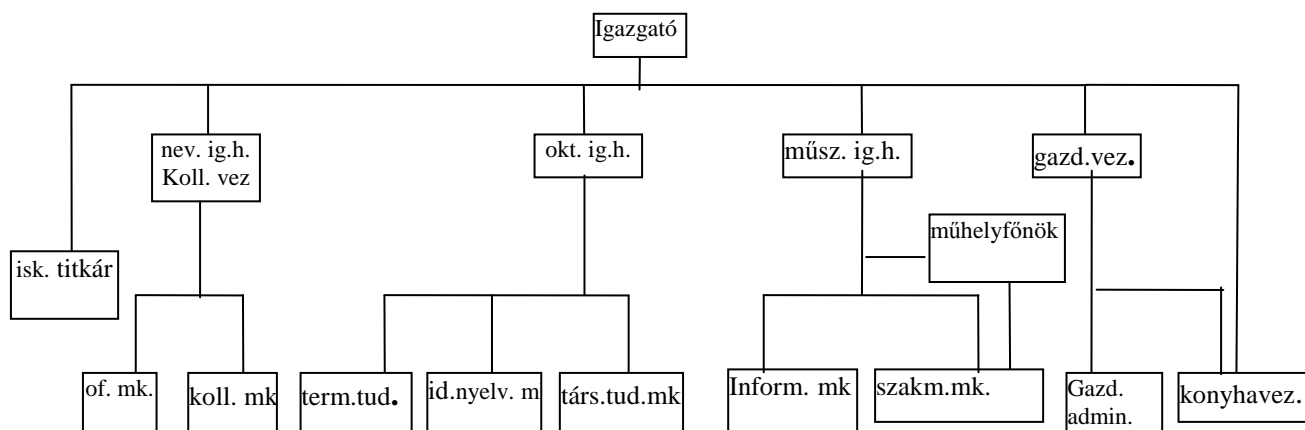 Igazgató
nev. ig.h.
Koll. vez
okt. ig.h.
műsz. ig.h.
gazd.vez.
műhelyfőnök
isk. titkár
of. mk.
koll. mk
term.tud.
id.nyelv. m
társ.tud.mk
Inform. mk
szakm.mk.
Gazd.
admin.
konyhavez.